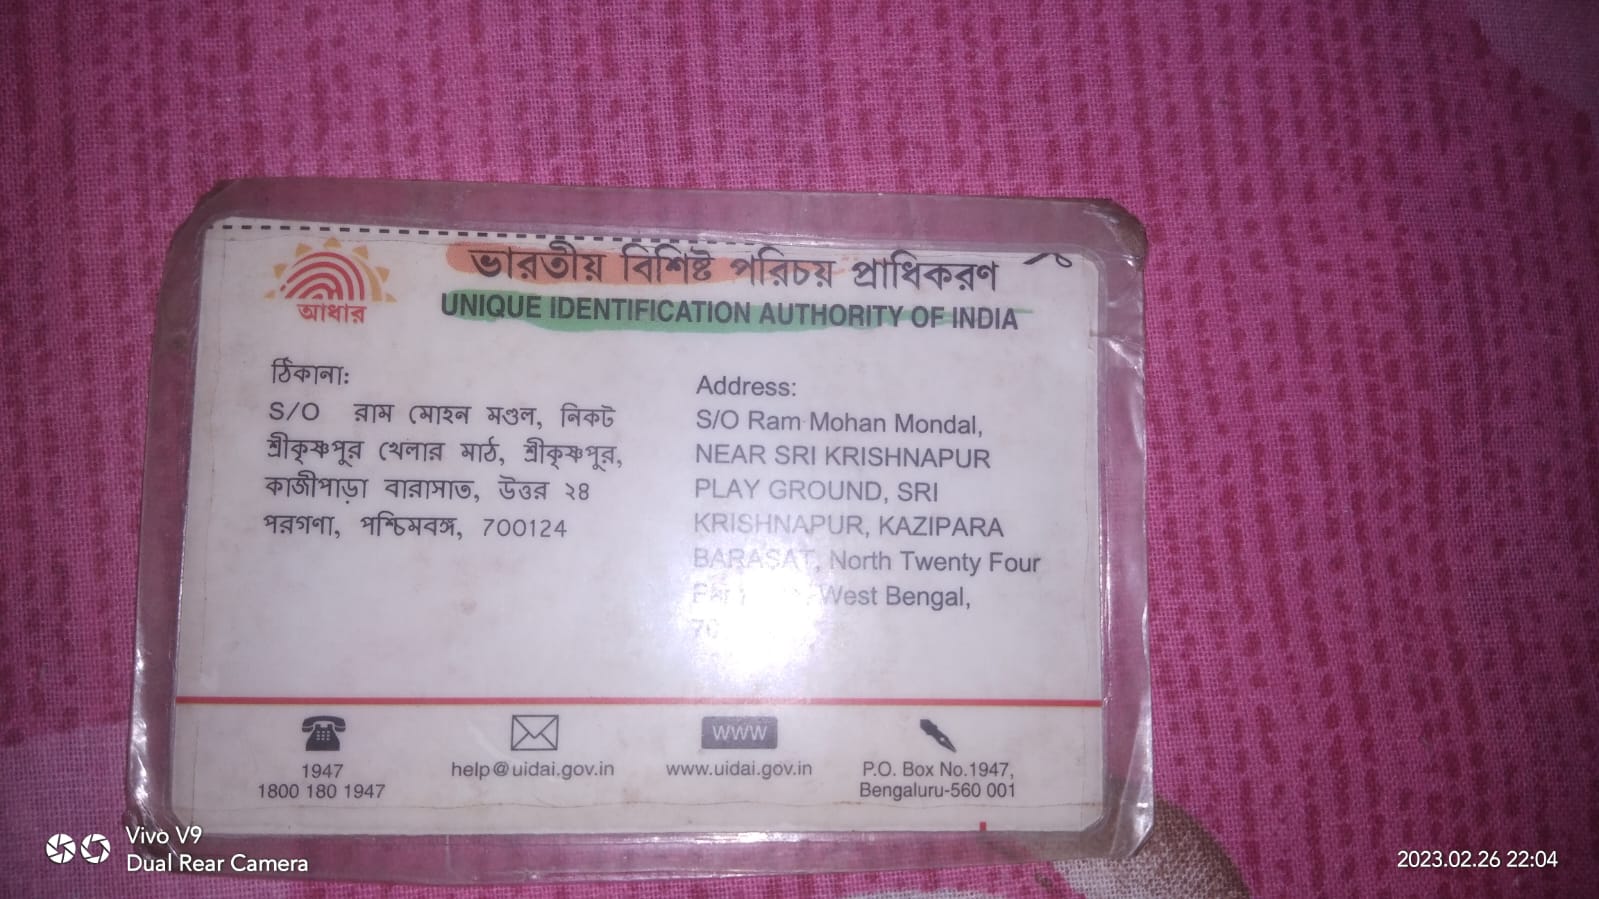 ভারতীয় বিশিষ্ট পরিচয় প্রাধিকরণ
আধার
UNIQUE IDENTIFICATION AUTHORITY OF INDIA
ঠিকানা:
S/O রাম মোহন মণ্ডল, নিকট
শ্রীকৃষ্ণপুর খেলার মাঠ, শ্রীকৃষ্ণপুর,
কাজীপাড়া বারাসাত, উত্তর ২৪
পরগণা, পশ্চিমবঙ্গ, 700124
Address:
S/O Ram Mohan Mondal,
NEAR SRI KRISHNAPUR
PLAY GROUND, SRI
KRISHNAPUR, KAZIPARA
BARASAT, North Twenty Four
West Bengal,
1947
1800 180 1947
help@uidai.gov.in
WWW
www.uidai.gov.in
P.O. Box No.1947,
Bengaluru-560 001
Vivo V9
Dual Rear Camera
2023.02.26 22:04